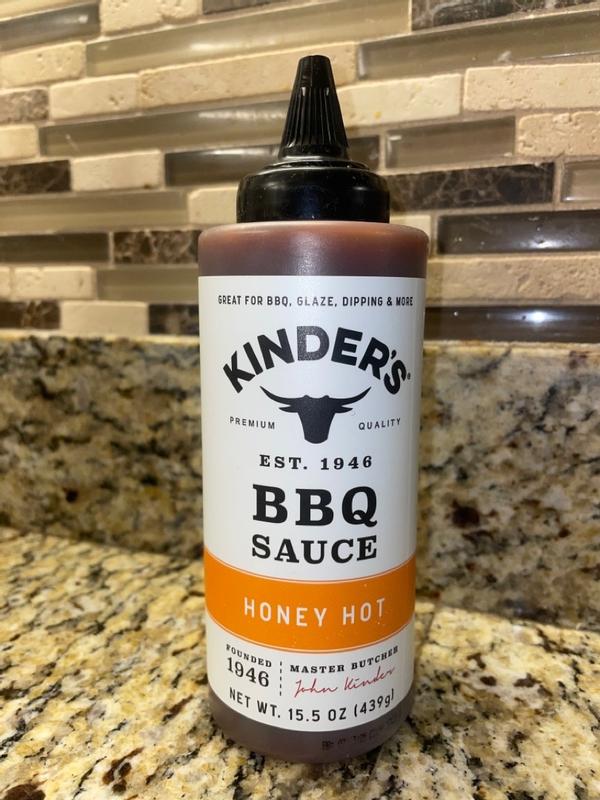 GREAT FOR BBQ, GLAZE, DIPPING & MORE
KINDER'S®
PREMIUM QUALITY
EST. 1946
BBQ
SAUCE
HONEY HOT
FOUNDED
1946
MASTER BUTCHER
John Kinder
NET WT. 15.5 OZ (439g)